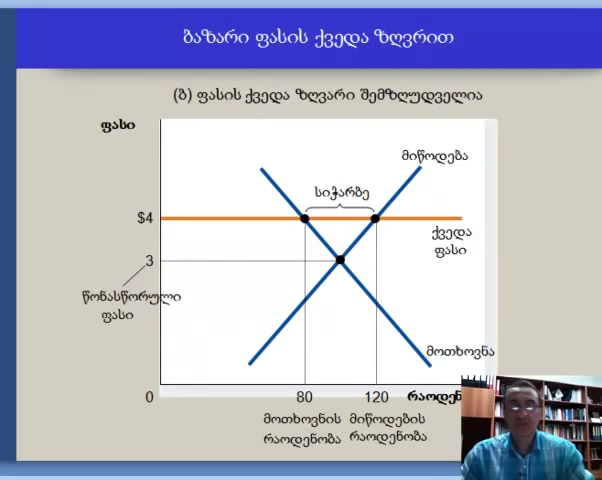 ბაზარი ფასის ქვედა ზღვრით
(ბ) ფასის ქვედა ზღვარი შემზღუდველია
ფასი
მიწოდება
სიჭარბე
$4
ქვედა
ფასი
3
წონასწორული
ფასი
მოთხოვნა
0
80
120
მოთხოვნის
რაოდენობა
მიწოდების
რაოდენობა